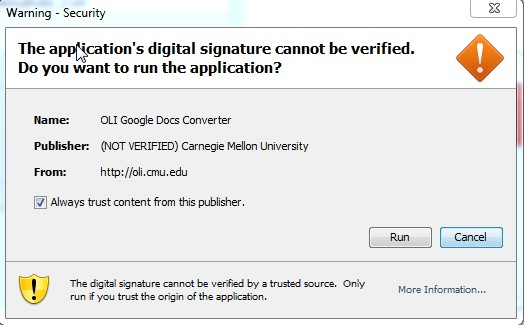 Warning - Security
The application's digital signature cannot be verified.
Do you want to run the application?
Name: OLI Google Docs Converter
Publisher: (NOT VERIFIED) Carnegie Mellon University
From: http://oli.cmu.edu
Always trust content from this publisher.
Run Cancel
The digital signature cannot be verified by a trusted source. Only
run if you trust the origin of the application.
More Information...